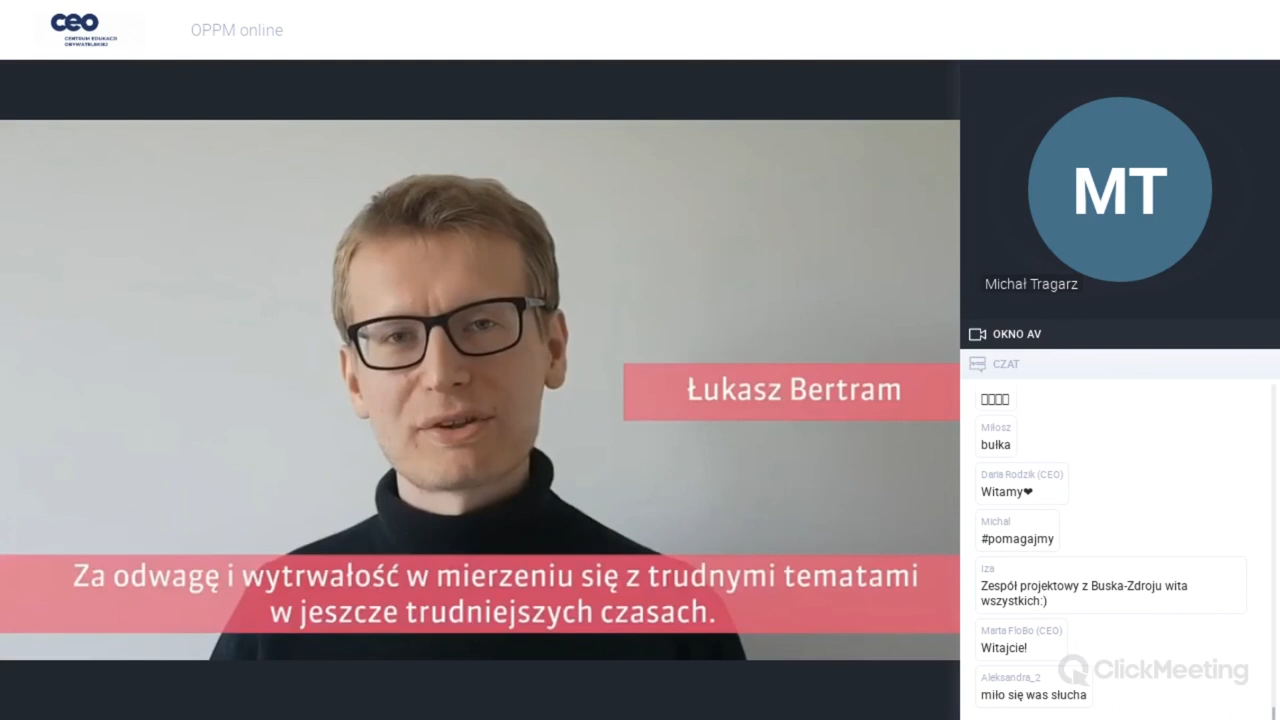 ceo
CENTRUM EDUKACJI
OBYWATELSKIEJ
OPPM online
MT
Michał Tragarz
OKNO AV
CZAT
Miłosz
bułka
Daria Rodzik (CEO)
Witamy❤
Michal
#pomagajmy
Iza
Zespół projektowy z Buska-Zdroju wita
wszystkich:)
Marta FloBo (CEO)
Witajcie!
Aleksandra_2
miło się was słucha
ClickMeeting
Łukasz Bertram
Za odwagę i wytrwałość w mierzeniu się z trudnymi tematami
w jeszcze trudniejszych czasach.